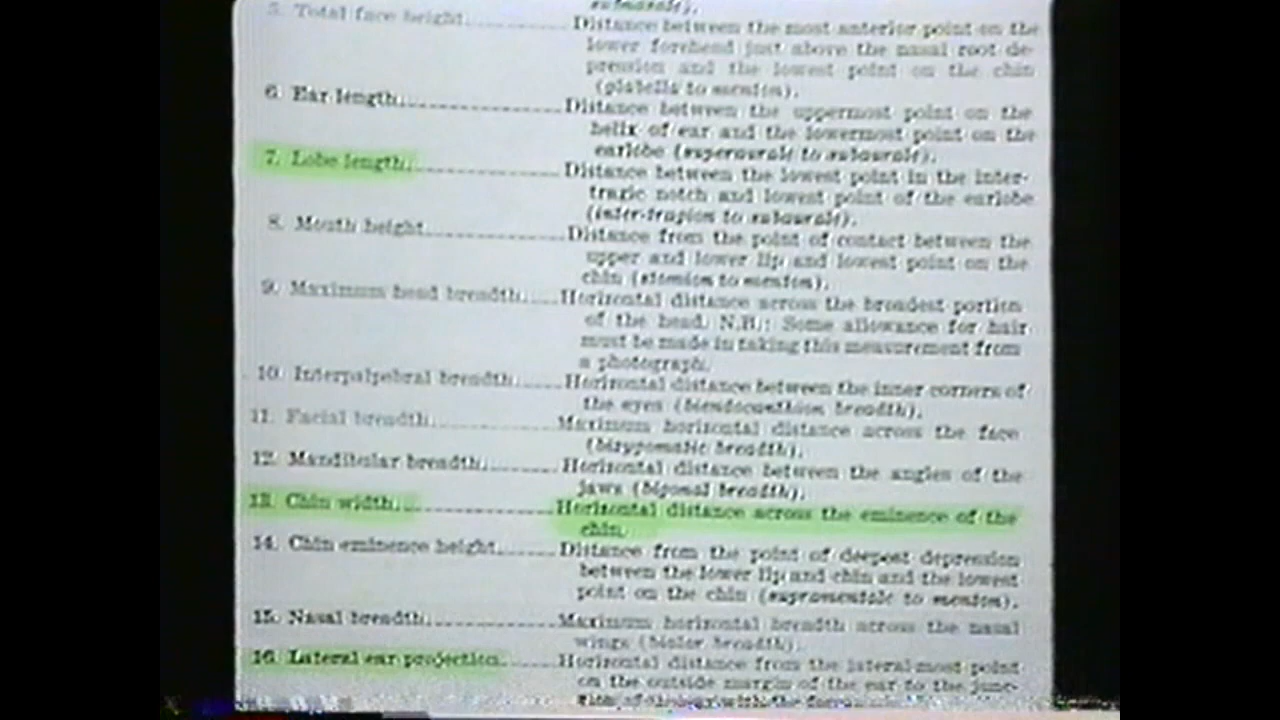 submasale).
5. Total face height..............Distance between the most anterior point on the
lower forehead just above the nasal root de-
pression and the lowest point on the chin
(glabella to menton).
6. Ear length.....................Distance between the uppermost point on the
helix of ear and the lowermost point on the
earlobe (superaurale to subaurale).
7. Lobe length....................Distance between the lowest point in the inter-
tragic notch and lowest point of the earlobe
(inter-tragion to subaurale).
8. Mouth height...................Distance from the point of contact between the
upper and lower lip and lowest point on the
chin (stomion to menton).
9. Maximum head breadth.....Horizontal distance across the broadest portion
of the head. N.B.: Some allowance for hair
must be made in taking this measurement from
a photograph.
10. Interpalpebral breadth......Horizontal distance between the inner corners of
the eyes (biendocanthion breadth).
11. Facial breadth................Maximum horizontal distance across the face
(bizygomatic breadth).
12. Mandibular breadth..........Horizontal distance between the angles of the
jaws (bigonal breadth).
13. Chin width....................Horizontal distance across the eminence of the
chin.
14. Chin eminence height........Distance from the point of deepest depression
between the lower lip and chin and the lowest
point on the chin (supramentale to menton).
15. Nasal breadth.................Maximum horizontal breadth across the nasal
wings (bialar breadth).
16. Lateral ear projection.......Horizontal distance from the lateral-most point
on the outside margin of the ear to the junc-
tion of the ear with the